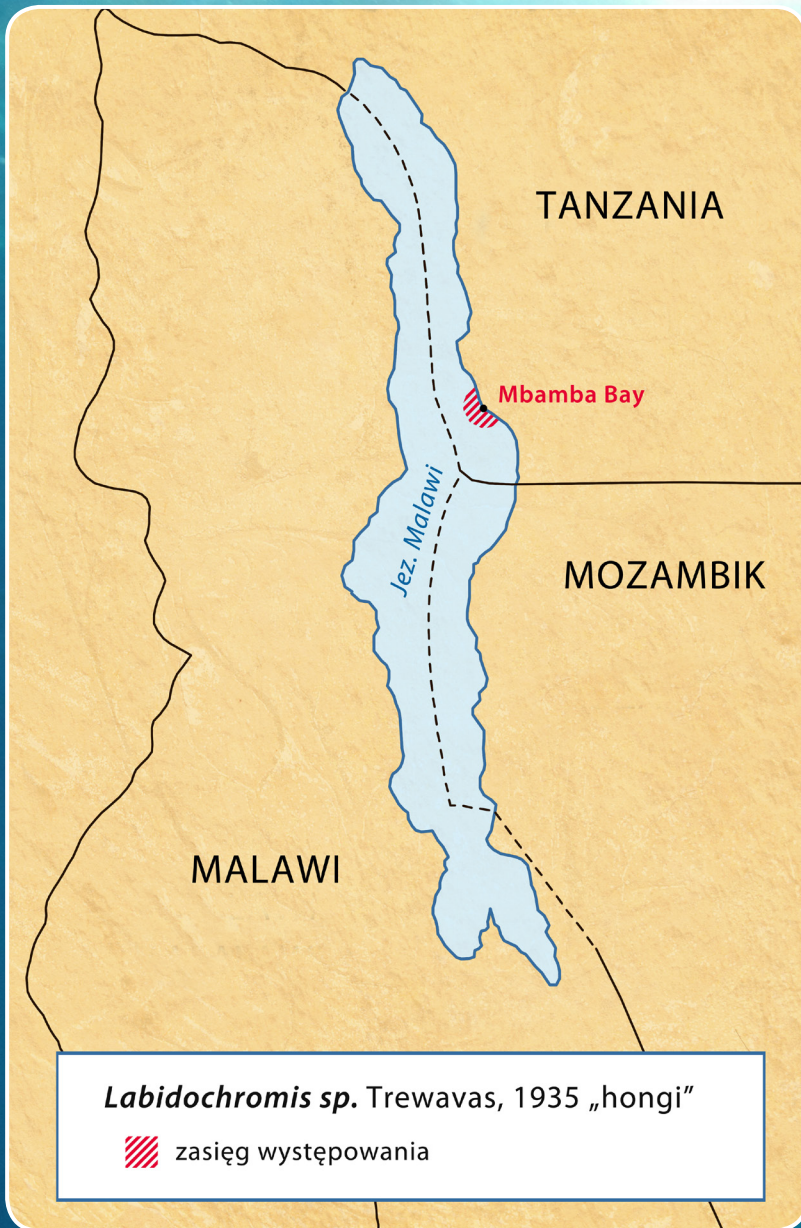 TANZANIA
Mbamba Bay
Jez. Malawi
MOZAMBIK
MALAWI
Labidochromis sp. Trewavas, 1935 „hongi”
zasięg występowania